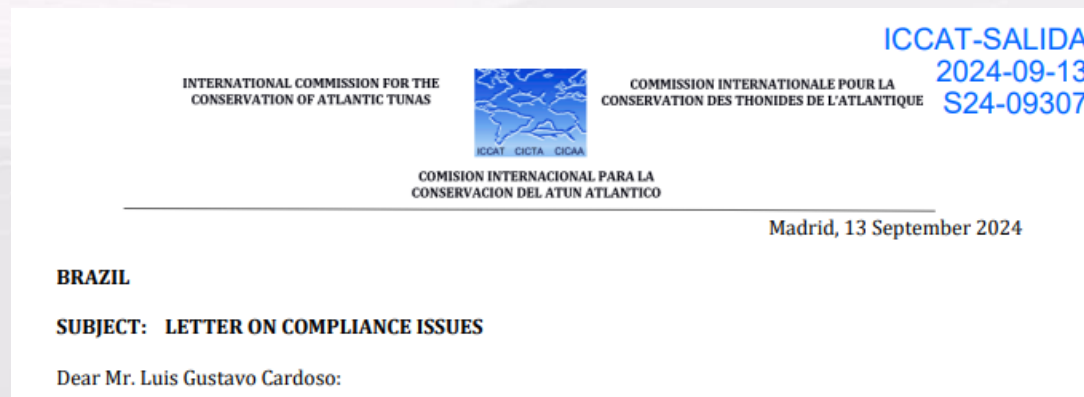 ICCAT-SALIDA
2024-09-13
S24-09307
INTERNATIONAL COMMISSION FOR THE
CONSERVATION OF ATLANTIC TUNAS
ICCAT CICTA CICAA
COMMISSION INTERNATIONALE POUR LA
CONSERVATION DES THONIDES DE L'ATLANTIQUE
COMISION INTERNACIONAL PARA LA
CONSERVACION DEL ATUN ATLANTICO
Madrid, 13 September 2024
BRAZIL
SUBJECT: LETTER ON COMPLIANCE ISSUES
Dear Mr. Luis Gustavo Cardoso: